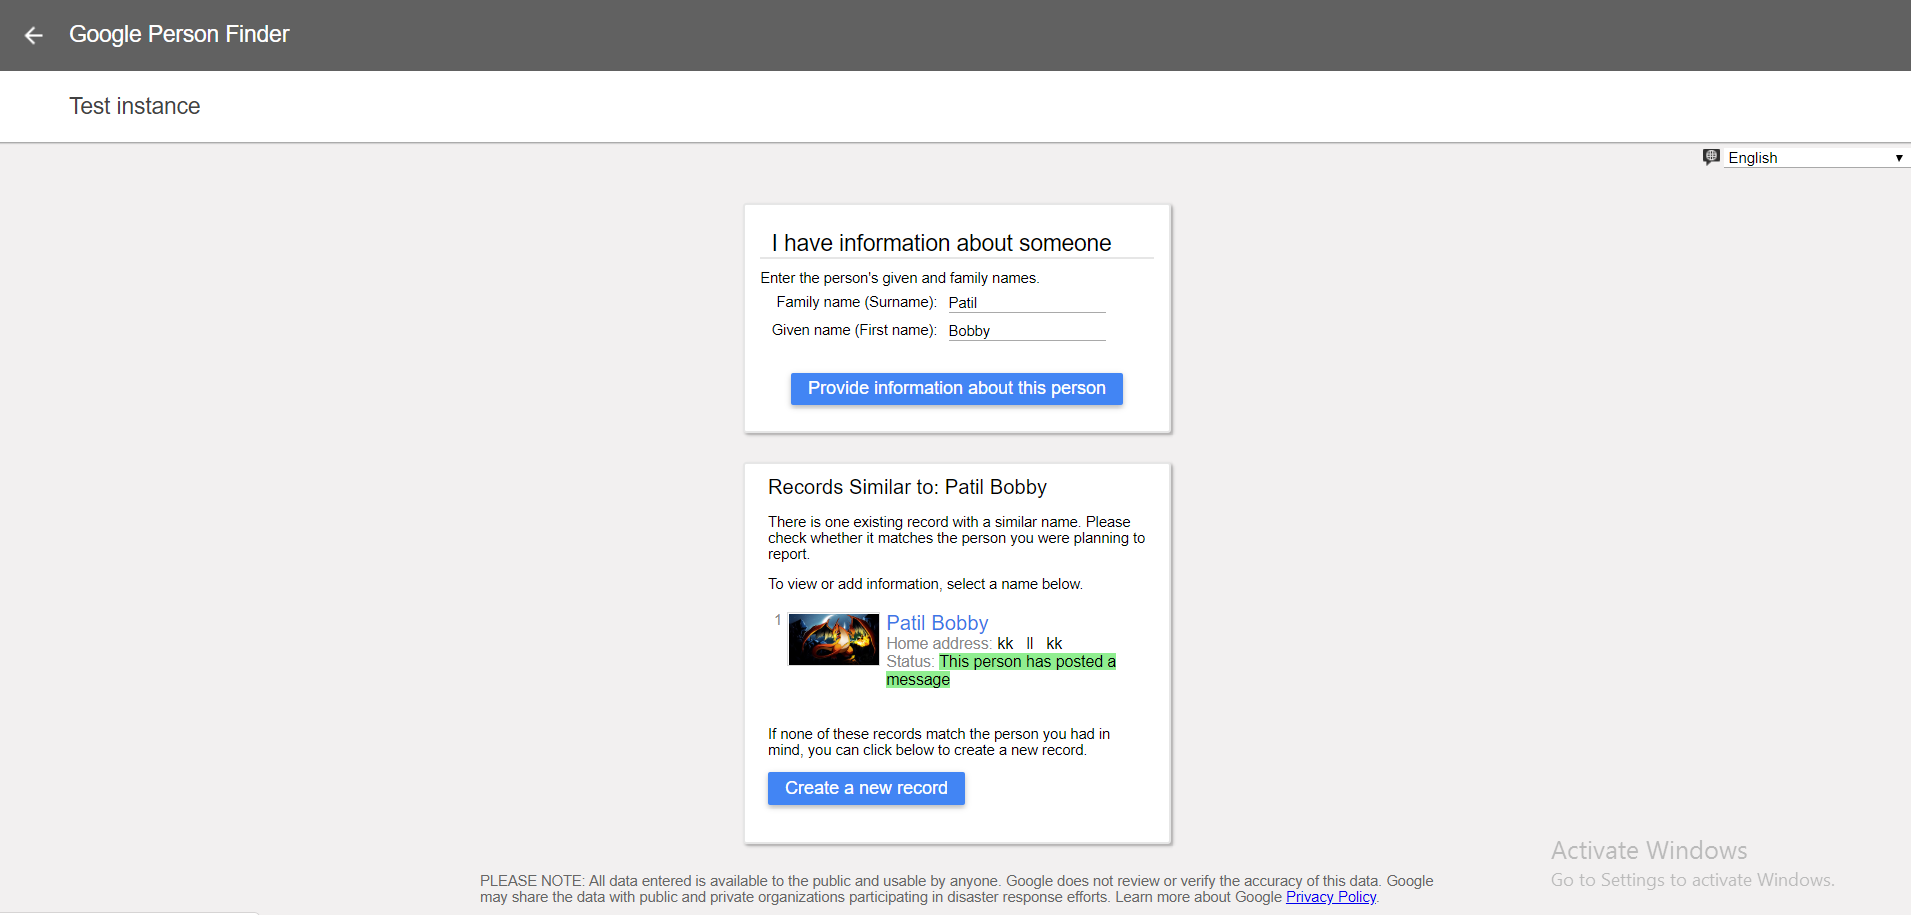 Google Person Finder
Test instance
English
I have information about someone
Enter the person's given and family names.
Family name (Surname): Patil
Given name (First name): Bobby
Provide information about this person
Records Similar to: Patil Bobby
There is one existing record with a similar name. Please
check whether it matches the person you were planning to
report.
To view or add information, select a name below.
1
Patil Bobby
Home address: kk ll kk
Status: This person has posted a
message
If none of these records match the person you had in
mind, you can click below to create a new record.
Create a new record
Activate Windows
Go to Settings to activate Windows.
PLEASE NOTE: All data entered is available to the public and usable by anyone. Google does not review or verify the accuracy of this data. Google
may share the data with public and private organizations participating in disaster response efforts. Learn more about Google Privacy Policy.